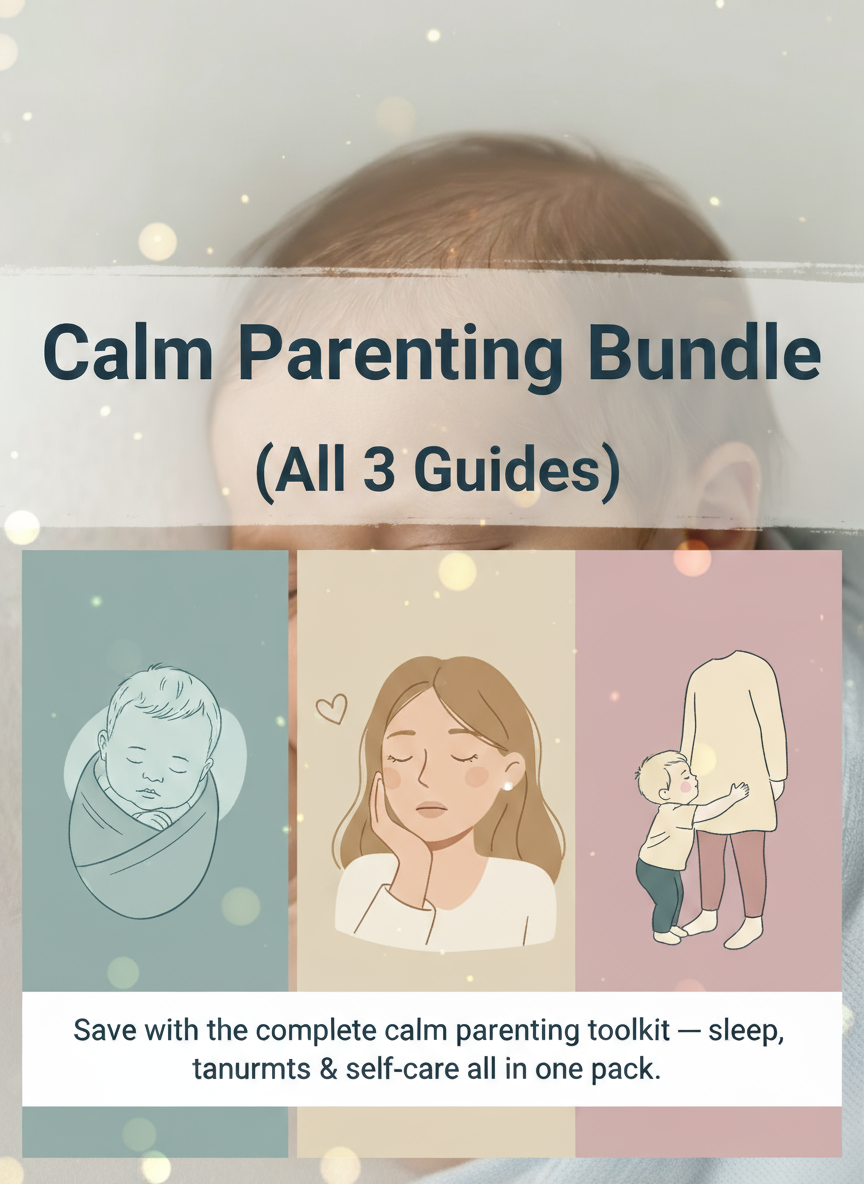 Calm Parenting Bundle
(All 3 Guides)
Save with the complete calm parenting toolkit — sleep,
tanurmts & self-care all in one pack.